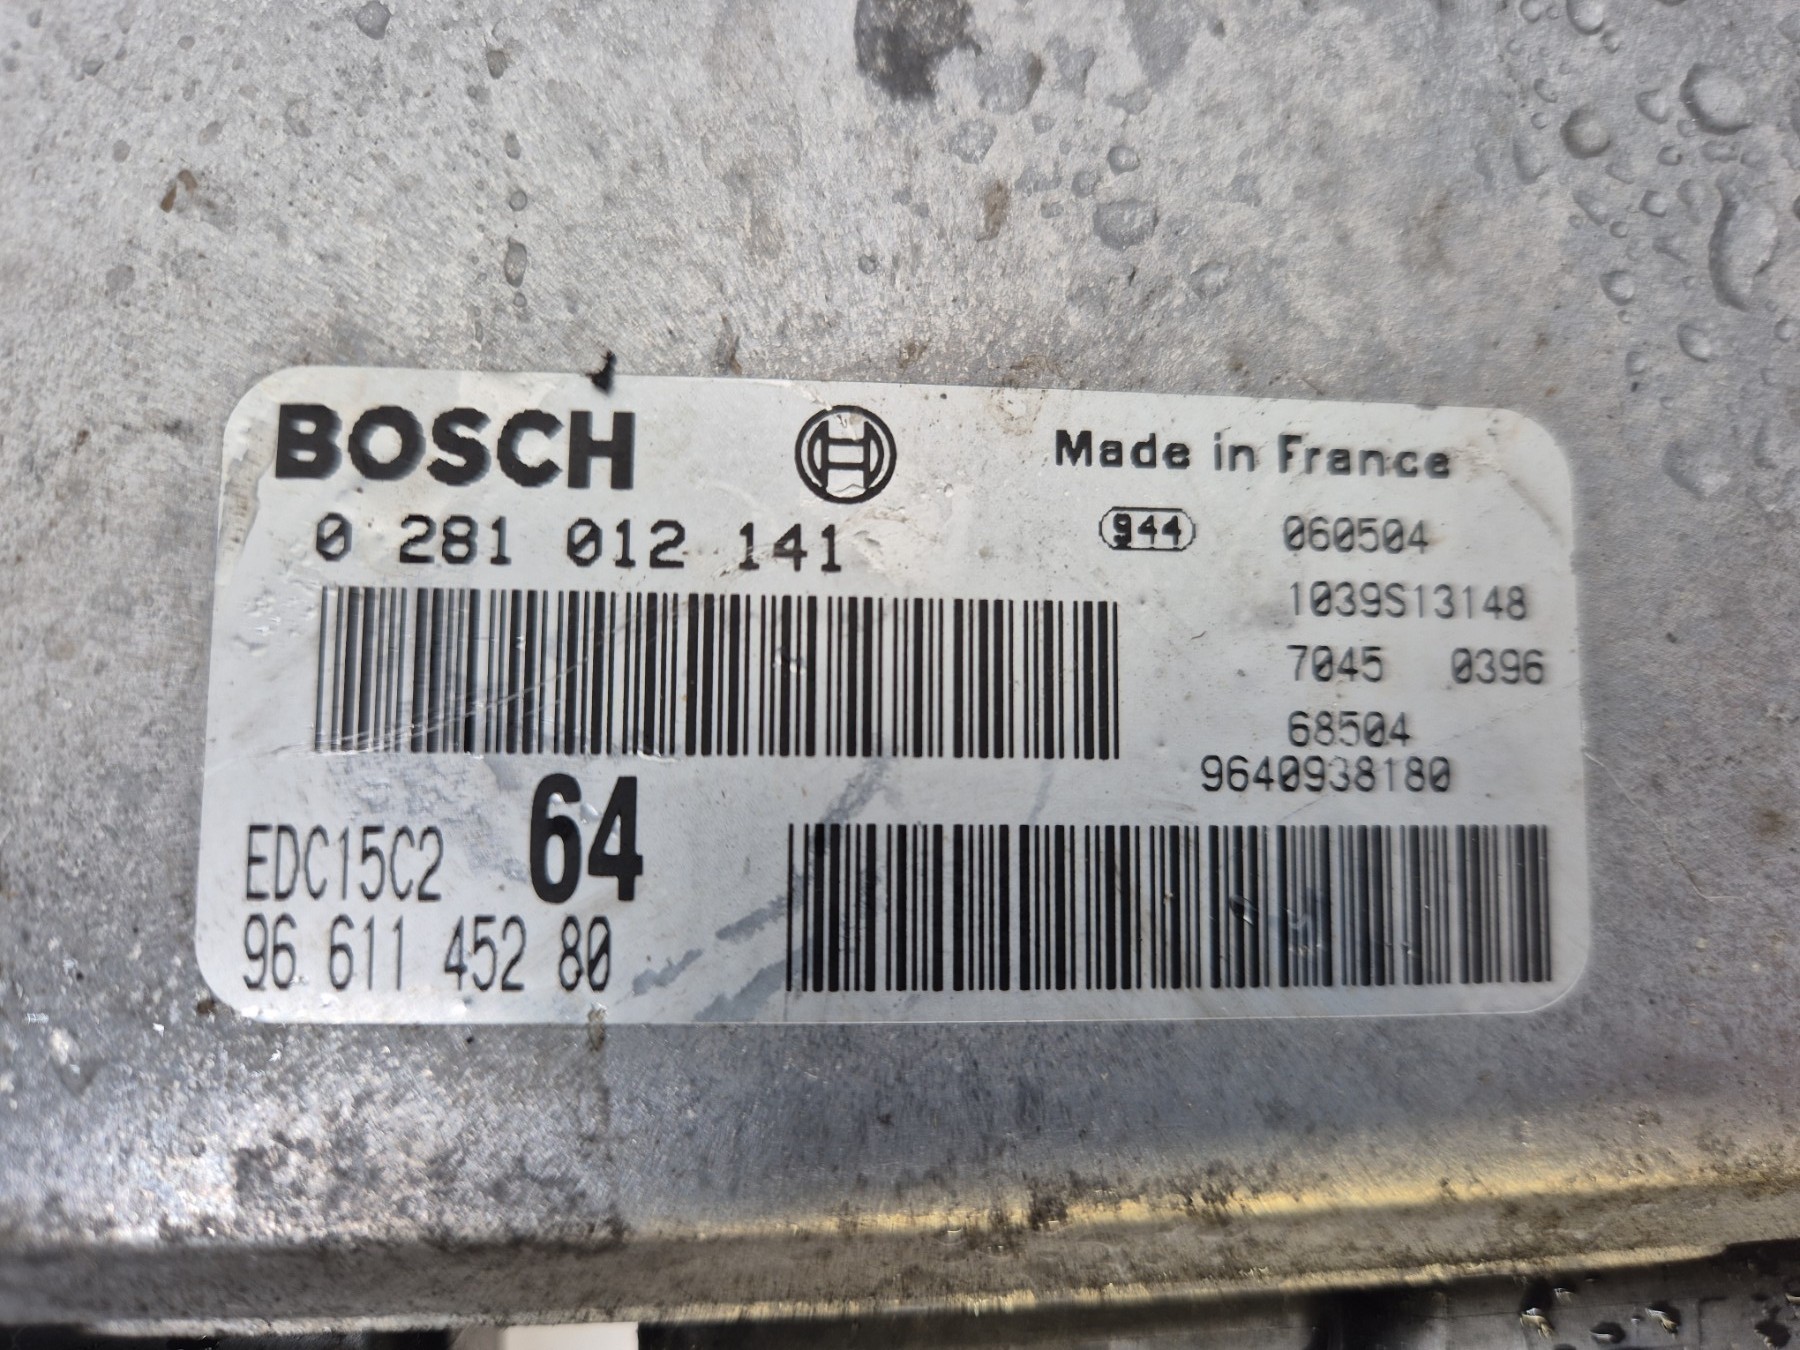 BOSCH
Made in France
0 281 012 141
944 060504
1039S13148
7045 0396
68504
9640938180
EDC15C2 64
96 611 452 80